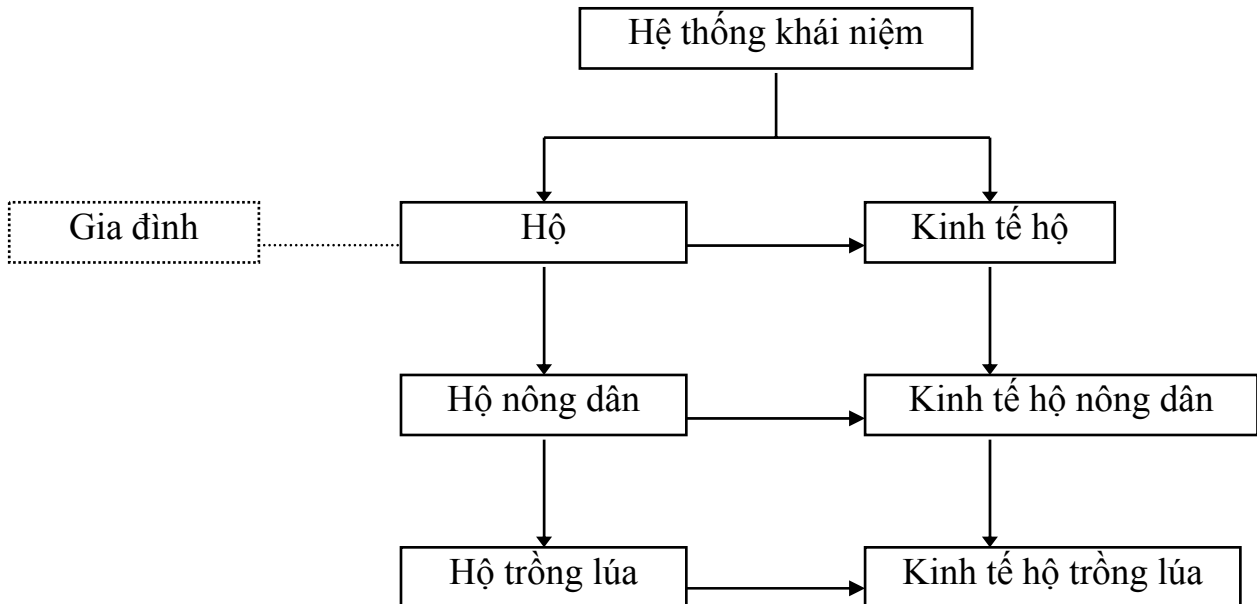 Hệ thống khái niệm
Gia đình
Hộ
Kinh tế hộ
Hộ nông dân
Kinh tế hộ nông dân
Hộ trồng lúa
Kinh tế hộ trồng lúa